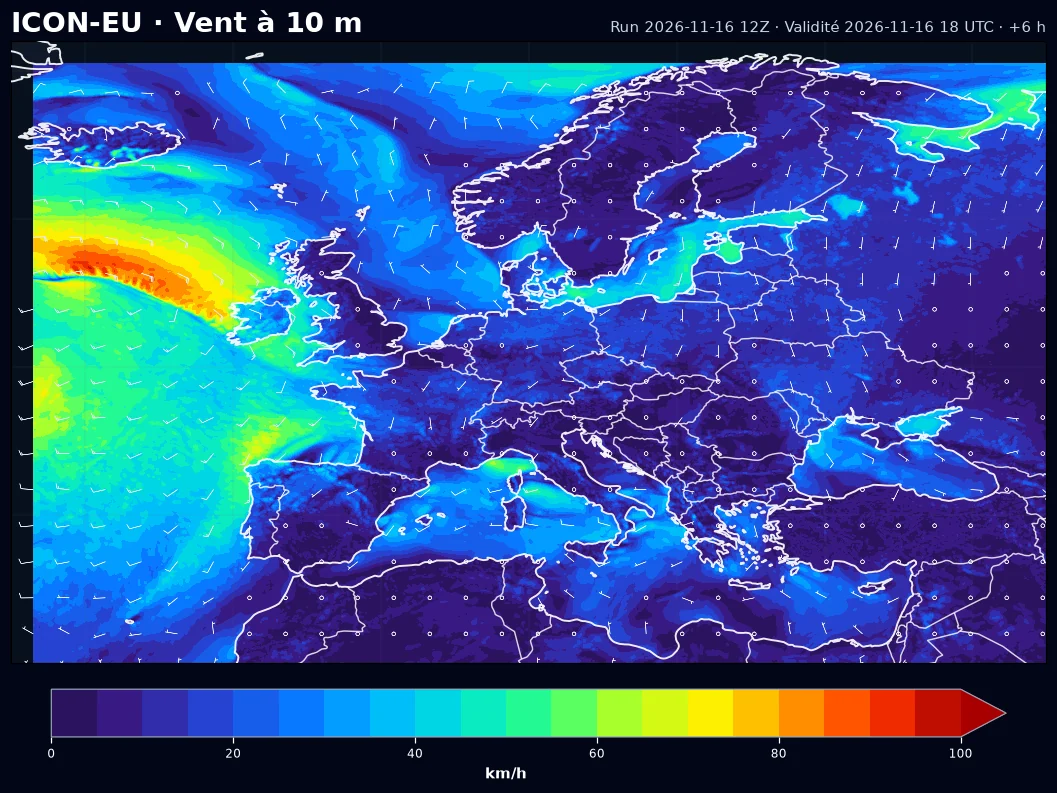 ICON-EU · Vent à 10 m
Run 2026-11-16 12Z · Validité 2026-11-16 18 UTC · +6 h
0 20 40 60 80 100
km/h